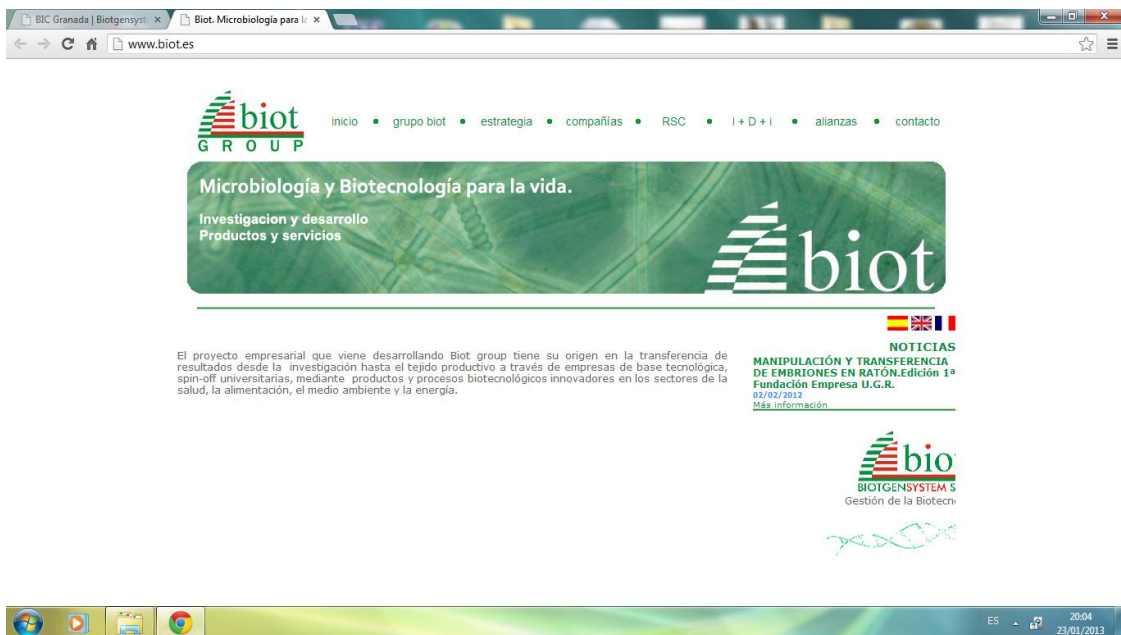 BIC Granada | Biotgensyst
Biot. Microbiología para l
www.biot.es
biot
GROUP
inicio • grupo biot • estrategia • compañías • RSC • I + D + i • alianzas • contacto
Microbiología y Biotecnología para la vida.
Investigacion y desarrollo
Productos y servicios
biot
NOTICIAS
El proyecto empresarial que viene desarrollando Biot group tiene su origen en la transferencia de
resultados desde la investigación hasta el tejido productivo a través de empresas de base tecnológica,
spin-off universitarias, mediante productos y procesos biotecnológicos innovadores en los sectores de la
salud, la alimentación, el medio ambiente y la energía.
MANIPULACIÓN Y TRANSFERENCIA
DE EMBRIONES EN RATÓN.Edición 1ª
Fundación Empresa U.G.R.
02/02/2012
Más información
bio
BIOTGENSYSTEM S
Gestión de la Biotecn
ES
20:04
23/01/2013